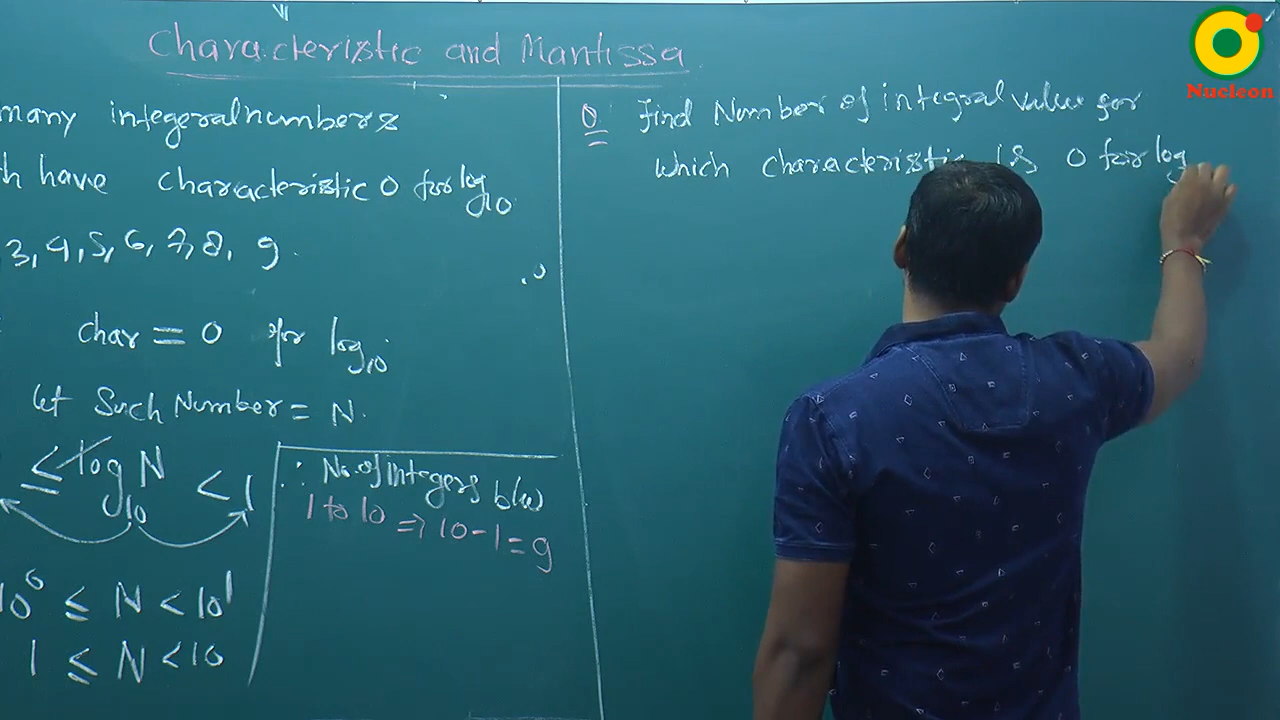 Characteristic and Mantissa
many integeral numbers
have characteristic 0 for log10
3, 4, 5, 6, 7, 8, 9.
char = 0 for log10
let Such Number = N.
≤ log10 N < 1
10⁰ ≤ N < 10¹
1 ≤ N < 10
∴ No. of integers b/w
1 to 10 ⇒ 10 - 1 = 9
Q Find Number of integral value for
which characteristic is 0 for log
Nucleon